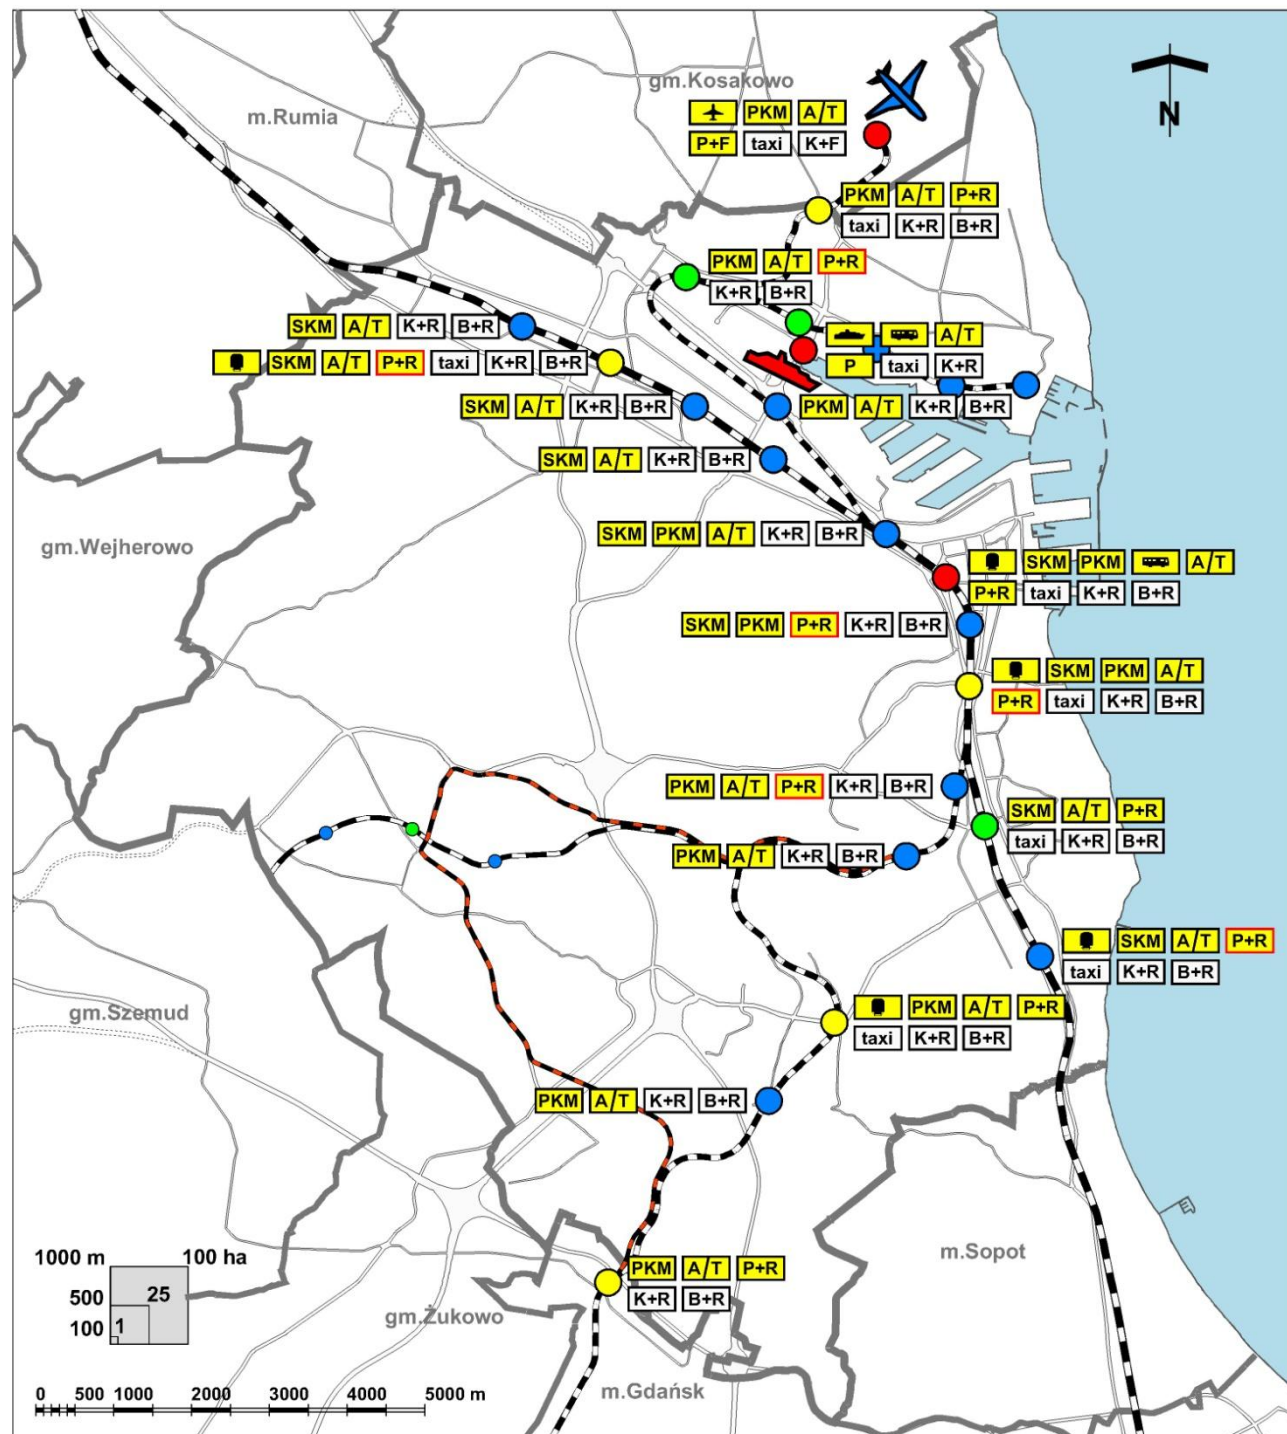 gm.Kosakowo
N
PKM A/T
m.Rumia
P+F taxi K+F
PKM A/T P+R
taxi K+R B+R
PKM A/T P+R
K+R B+R
SKM A/T K+R B+R
A/T
SKM A/T P+R taxi K+R B+R
P taxi K+R
SKM A/T K+R B+R
PKM A/T K+R B+R
SKM A/T K+R B+R
SKM PKM A/T K+R B+R
gm.Wejherowo
SKM PKM A/T
P+R taxi K+R B+R
SKM PKM P+R K+R B+R
SKM PKM A/T
P+R taxi K+R B+R
PKM A/T P+R K+R B+R
SKM A/T P+R
taxi K+R B+R
PKM A/T K+R B+R
SKM A/T P+R
taxi K+R B+R
gm.Szemud
PKM A/T P+R
taxi K+R B+R
PKM A/T K+R B+R
m.Sopot
1000 m 100 ha
PKM A/T P+R
500 25
K+R B+R
100 1
gm.Żukowo
m.Gdańsk
0 500 1000 2000 3000 4000 5000 m